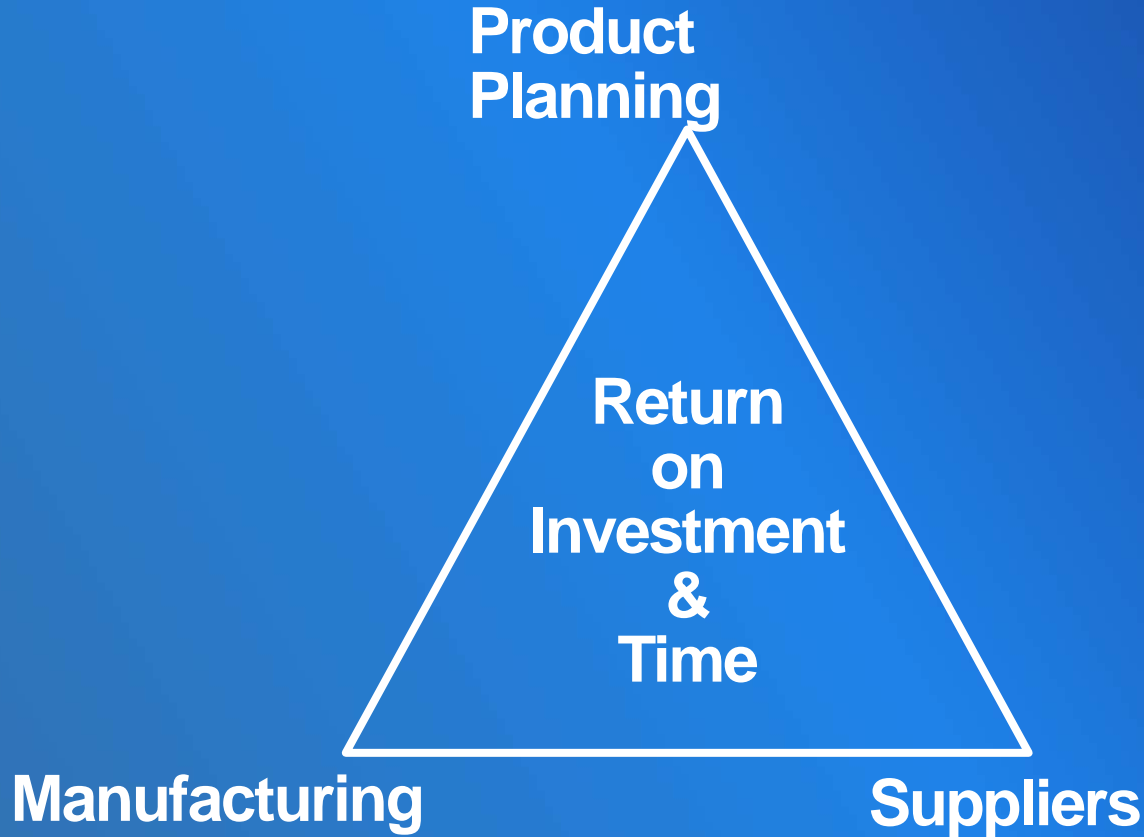 Product
Planning
Return
on
Investment
&
Time
Manufacturing
Suppliers